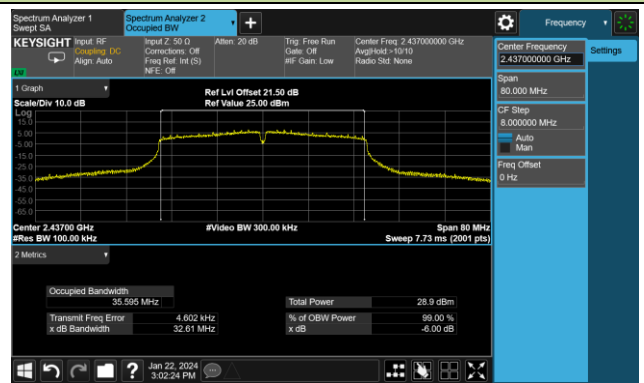 Spectrum Analyzer 1
Swept SA
Spectrum Analyzer 2
Occupied BW
Frequency
KEYSIGHT
Input: RF
Coupling: DC
Align: Auto
Input Z: 50 Ω
Corrections: Off
Freq Ref: Int (S)
NFE: Off
Atten: 20 dB
Trig: Free Run
Gate: Off
#IF Gain: Low
Center Freq: 2.437000000 GHz
Avg|Hold:>10/10
Radio Std: None
Center Frequency
2.437000000 GHz
Settings
Span
80.000 MHz
CF Step
8.000000 MHz
Auto
Man
Freq Offset
0 Hz
1 Graph
Scale/Div 10.0 dB
Ref Lvl Offset 21.50 dB
Ref Value 25.00 dBm
Log
15.0
5.00
-5.00
-15.0
-25.0
-35.0
-45.0
-55.0
-65.0
Center 2.43700 GHz
#Res BW 100.00 kHz
#Video BW 300.00 kHz
Span 80 MHz
Sweep 7.73 ms (2001 pts)
2 Metrics
Occupied Bandwidth
35.595 MHz
Total Power 28.9 dBm
Transmit Freq Error 4.602 kHz
% of OBW Power 99.00 %
x dB Bandwidth 32.61 MHz
x dB -6.00 dB
Jan 22, 2024
3:02:24 PM